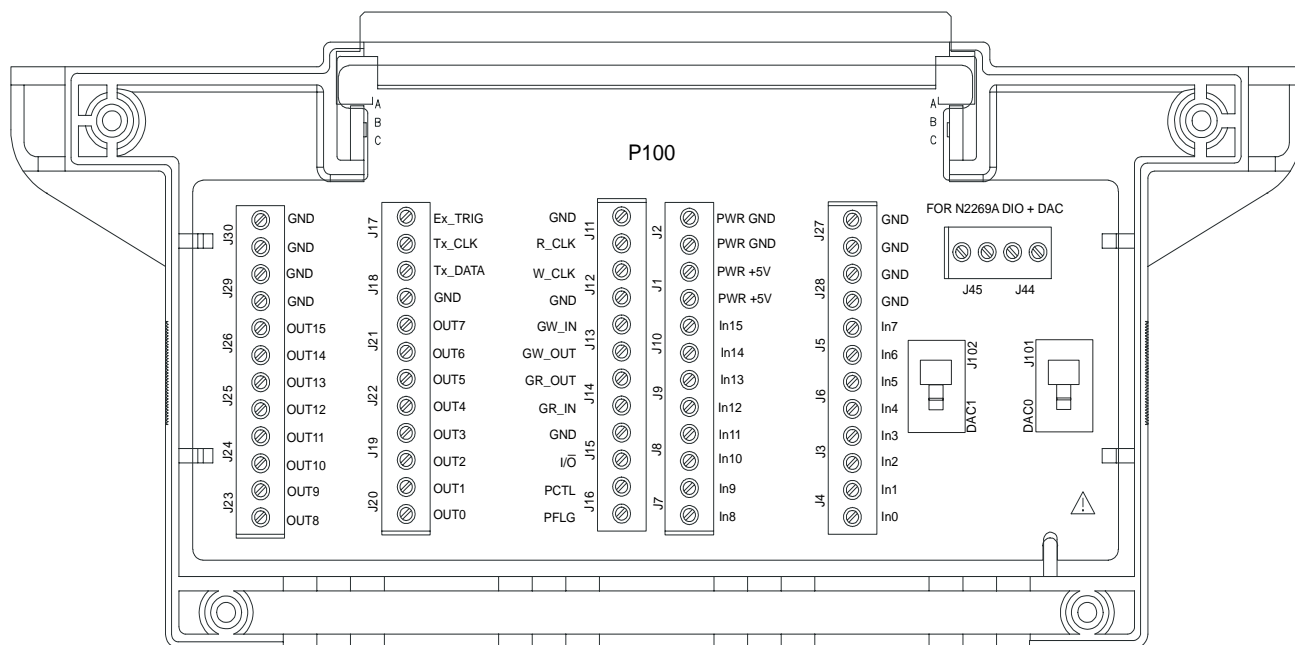 A
B
C
A
B
C
P100
FOR N2269A DIO + DAC
J30
GND
GND
J29
GND
GND
J26
OUT15
OUT14
J25
OUT13
OUT12
J24
OUT11
OUT10
J23
OUT9
OUT8
J17
Ex_TRIG
Tx_CLK
J18
Tx_DATA
GND
J21
OUT7
OUT6
J22
OUT5
OUT4
J19
OUT3
OUT2
J20
OUT1
OUT0
GND
R_CLK
J11
W_CLK
GND
J12
GW_IN
GW_OUT
J13
GR_OUT
GR_IN
J14
GND
I/O̅
J15
PCTL
PFLG
J16
J2
PWR GND
PWR GND
J1
PWR +5V
PWR +5V
J10
In15
In14
J9
In13
In12
J8
In11
In10
J7
In9
In8
J27
GND
GND
J28
GND
GND
J5
In7
In6
J6
In5
In4
J3
In3
In2
J4
In1
In0
J45
J44
J102
DAC1
J101
DAC0